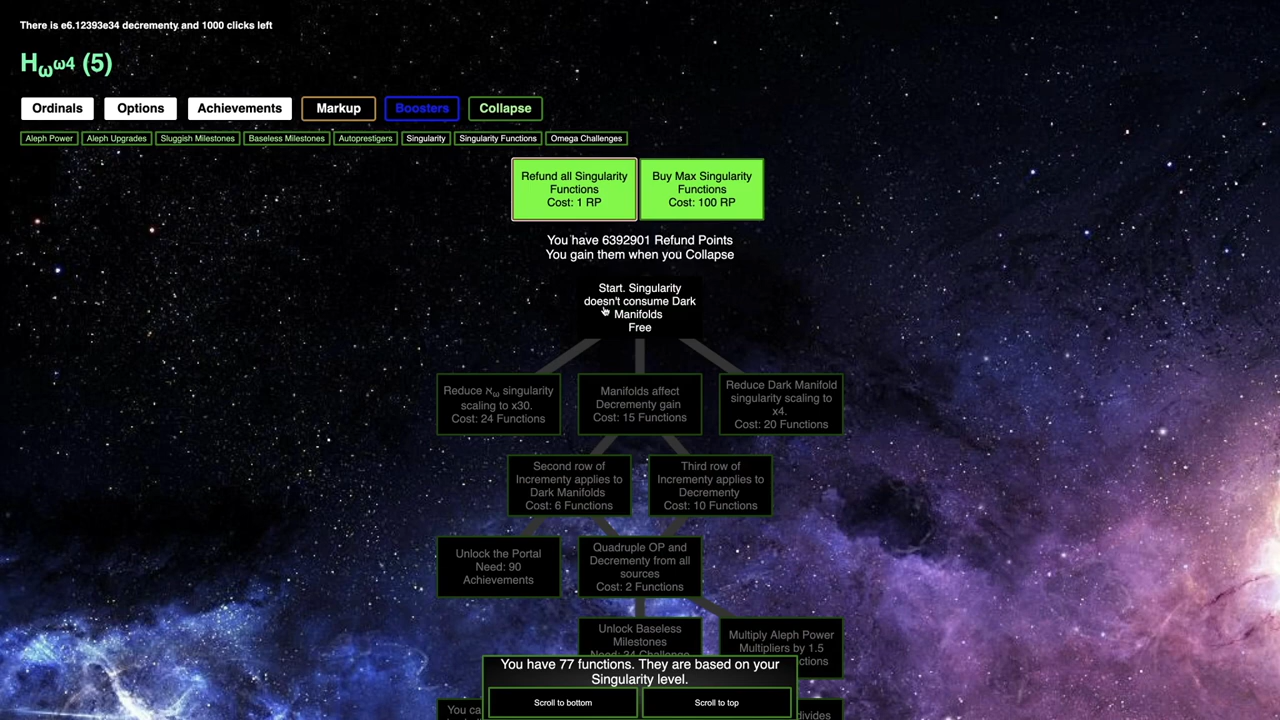 There is e6.12393e34 decrementy and 1000 clicks left
Hωω4 (5)
Ordinals Options Achievements Markup Boosters Collapse
Aleph Power Aleph Upgrades Sluggish Milestones Baseless Milestones Autoprestigers Singularity Singularity Functions Omega Challenges
Refund all Singularity
Functions
Cost: 1 RP
Buy Max Singularity
Functions
Cost: 100 RP
You have 6392901 Refund Points
You gain them when you Collapse
Start. Singularity
doesn't consume Dark
Manifolds
Free
Reduce ℵω singularity
scaling to x30.
Cost: 24 Functions
Manifolds affect
Decrementy gain
Cost: 15 Functions
Reduce Dark Manifold
singularity scaling to
x4.
Cost: 20 Functions
Second row of
Incrementy applies to
Dark Manifolds
Cost: 6 Functions
Third row of
Incrementy applies to
Decrementy
Cost: 10 Functions
Unlock the Portal
Need: 90
Achievements
Quadruple OP and
Decrementy from all
sources
Cost: 2 Functions
Unlock Baseless
Milestones
Need: 34 Challenge
Multiply Aleph Power
Multipliers by 1.5
You have 77 functions. They are based on your
Singularity level.
Scroll to bottom Scroll to top
You ca
divides